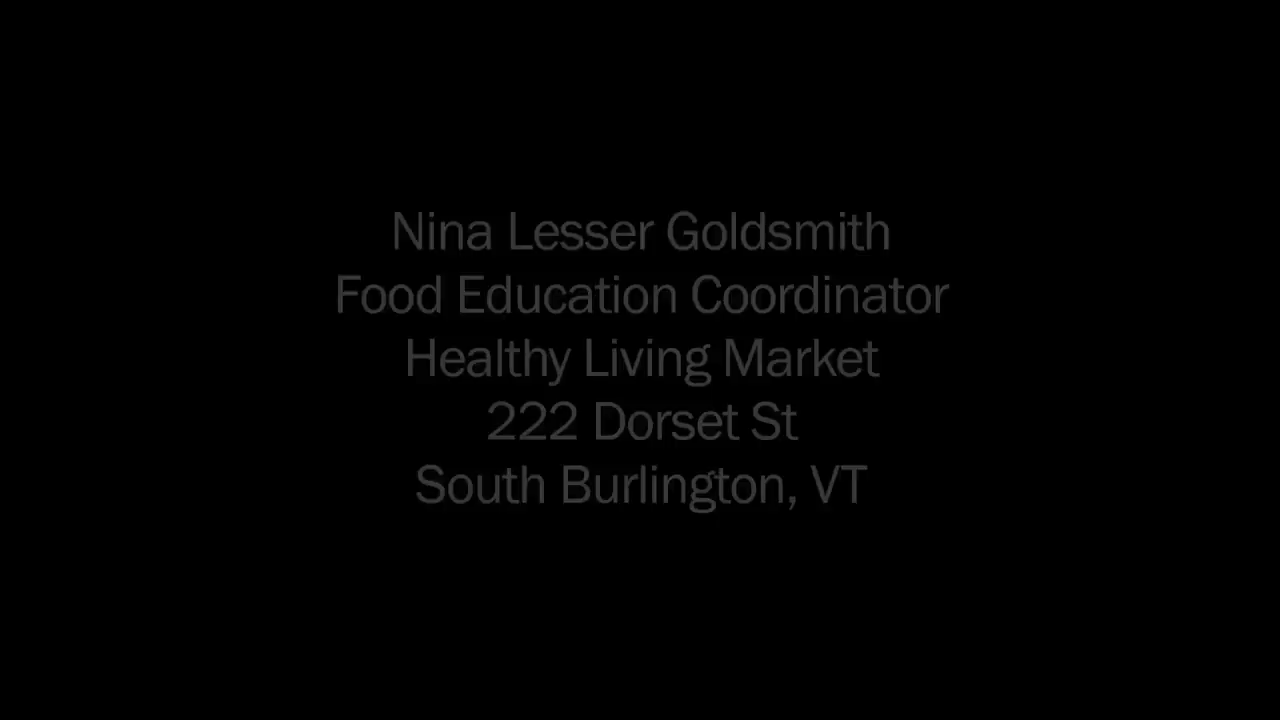 Nina Lesser Goldsmith
Food Education Coordinator
Healthy Living Market
222 Dorset St
South Burlington, VT